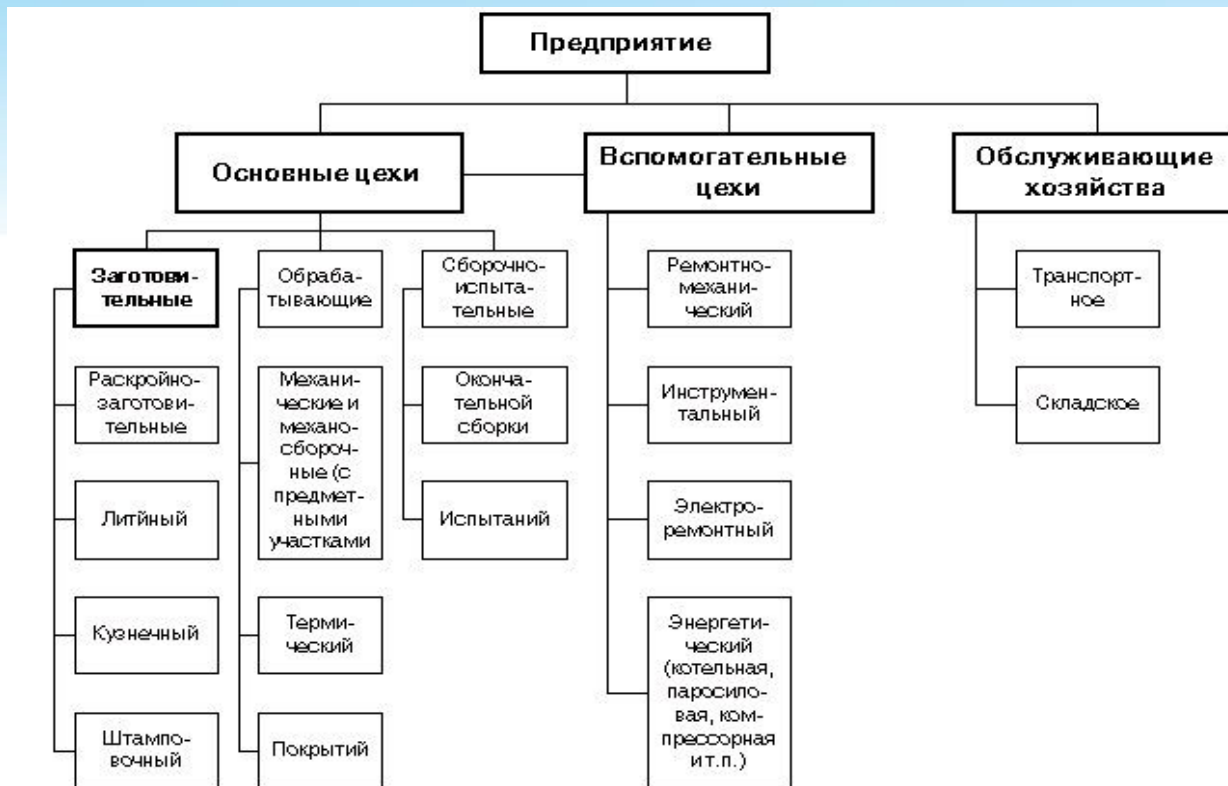 Предприятие
Основные цехи
Вспомогательные
цехи
Обслуживающие
хозяйства
Заготови-
тельные
Раскройно-
заготови-
тельные
Литйный
Кузнечный
Штампо-
вочный
Обраба-
тывающие
Механи-
ческие и
механо-
сбороч-
ные (с
предмет-
ными
участками
Терми-
ческий
Покрытий
Сборочно-
испыта-
тельные
Оконча-
тельной
сборки
Испытаний
Ремонтно-
механи-
ческий
Инструмен-
тальный
Электро-
ремонтный
Энергети-
ческий
(котельная,
паросило-
вая, ком-
прессорная
и т.п.)
Транспорт-
ное
Складское